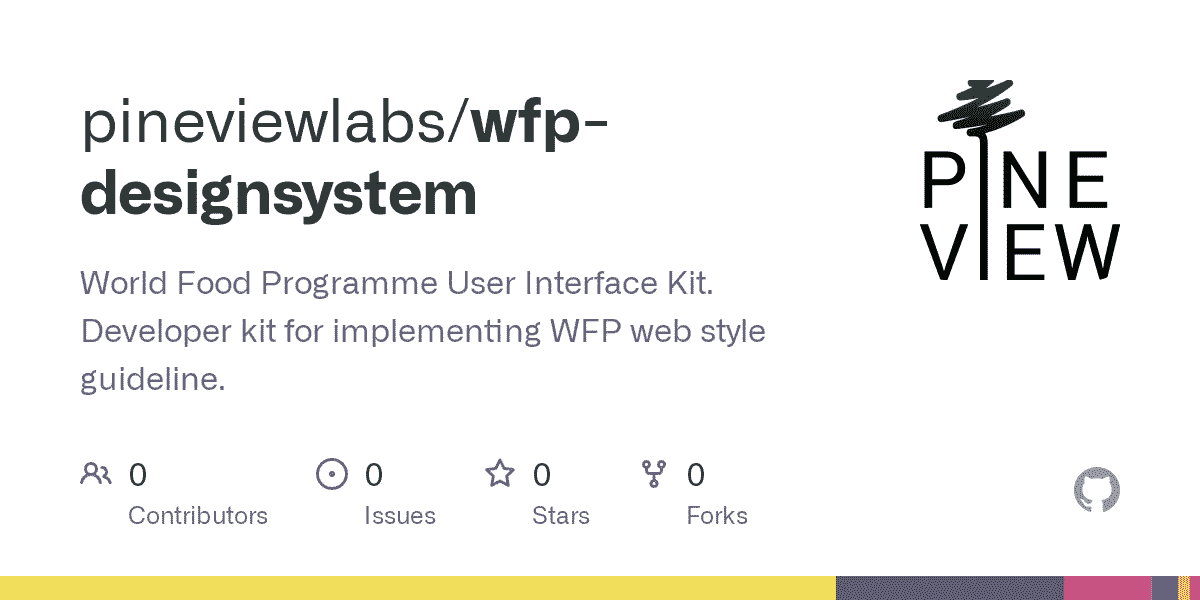 pineviewlabs/wfp-
designsystem
World Food Programme User Interface Kit.
Developer kit for implementing WFP web style
guideline.
0 Contributors
0 Issues
0 Stars
0 Forks
PINE
VIEW